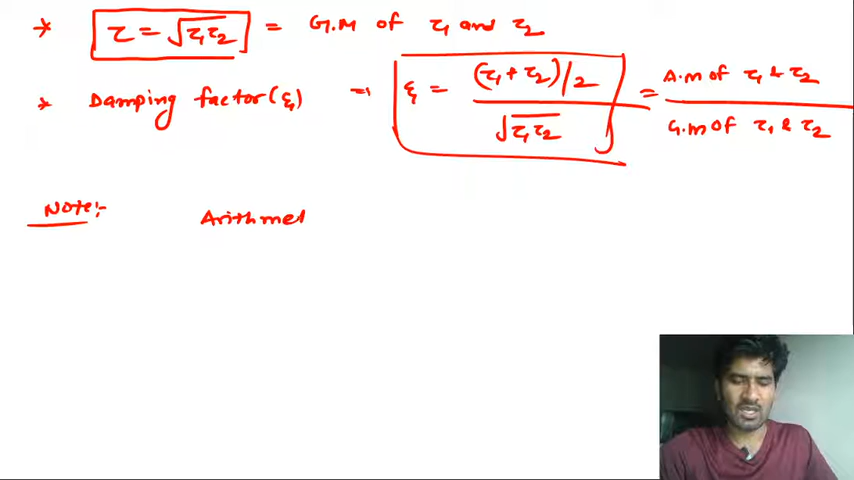 * τ = √τ₁τ₂ = G.M of τ₁ and τ₂
* Damping factor(ξ) → ξ = (τ₁ + τ₂)/2 / √τ₁τ₂ = A.M of τ₁ & τ₂ / G.M Of τ₁ & τ₂
Note:- Arithmet